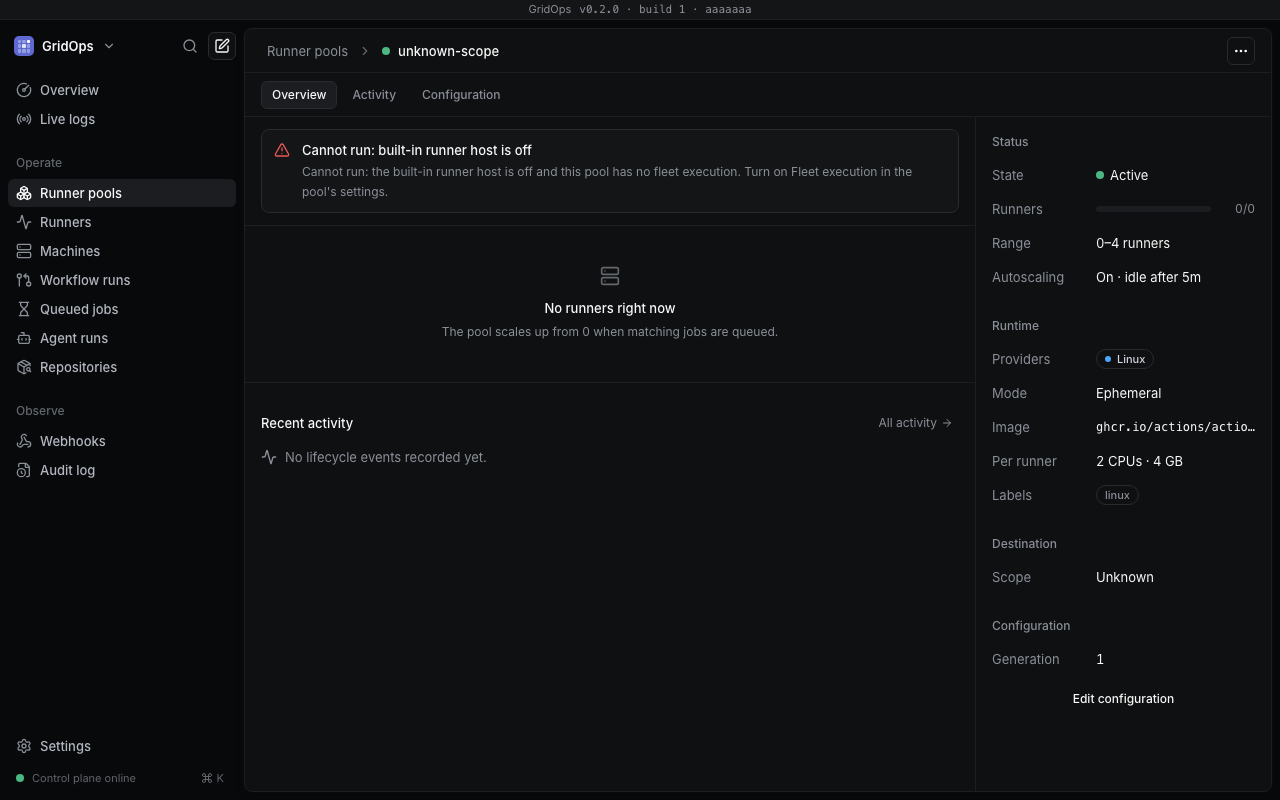 GridOps v0.2.0 · build 1 · aaaaaaa
GridOps
Overview
Live logs
Operate
Runner pools
Runners
Machines
Workflow runs
Queued jobs
Agent runs
Repositories
Observe
Webhooks
Audit log
Settings
Control plane online
⌘ K
Runner pools
unknown-scope
Overview
Activity
Configuration
Cannot run: built-in runner host is off
Cannot run: the built-in runner host is off and this pool has no fleet execution. Turn on Fleet execution in the
pool's settings.
No runners right now
The pool scales up from 0 when matching jobs are queued.
Recent activity
All activity →
No lifecycle events recorded yet.
Status
State Active
Runners 0/0
Range 0–4 runners
Autoscaling On · idle after 5m
Runtime
Providers Linux
Mode Ephemeral
Image ghcr.io/actions/actio…
Per runner 2 CPUs · 4 GB
Labels linux
Destination
Scope Unknown
Configuration
Generation 1
Edit configuration